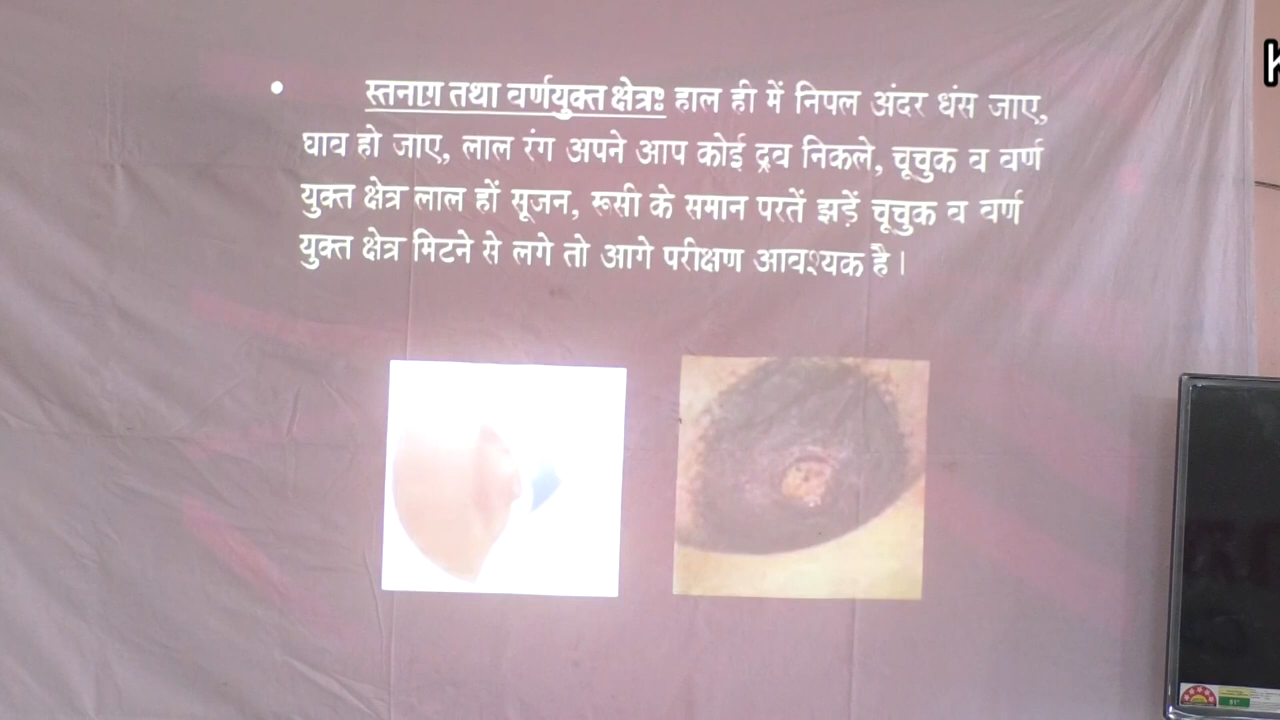 • स्तनाग्र तथा वर्णयुक्त क्षेत्रः हाल ही में निपल अंदर धंस जाए,
घाव हो जाए, लाल रंग अपने आप कोई द्रव निकले, चूचुक व वर्ण
युक्त क्षेत्र लाल हों सूजन, रूसी के समान परतें झड़ें चूचुक व वर्ण
युक्त क्षेत्र मिटने से लगे तो आगे परीक्षण आवश्यक है।